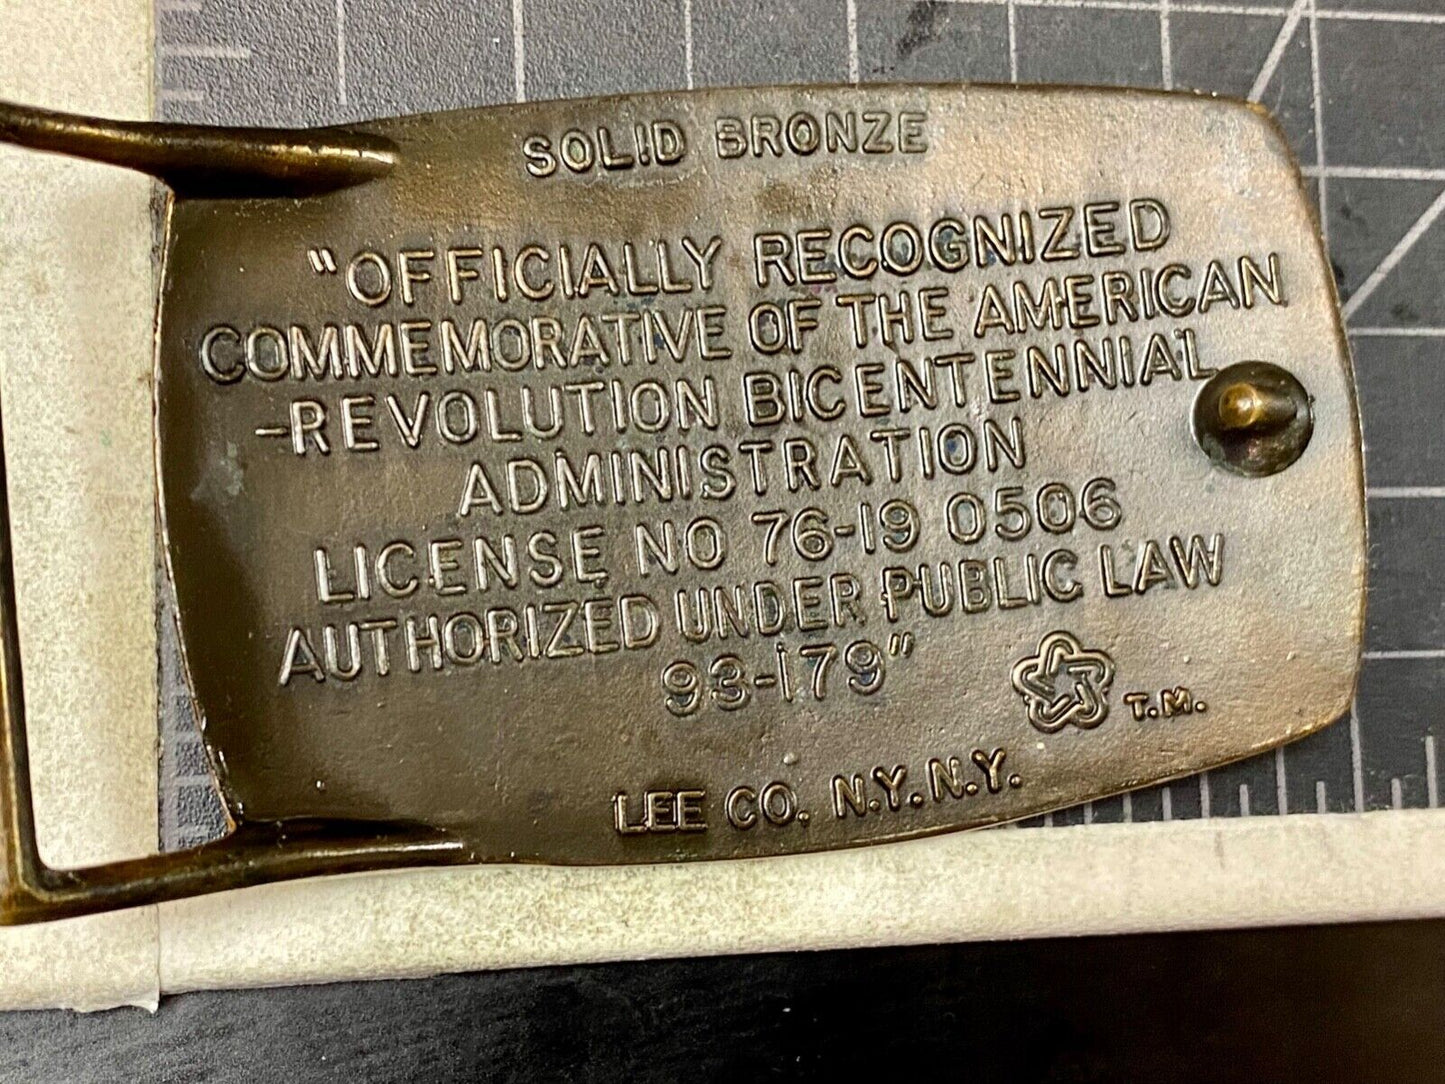 SOLID BRONZE
"OFFICIALLY RECOGNIZED
COMMEMORATIVE OF THE AMERICAN
-REVOLUTION BICENTENNIAL
ADMINISTRATION
LICENSE NO 76-19 0506
AUTHORIZED UNDER PUBLIC LAW
93-179"
T.M.
LEE CO. N.Y.N.Y.